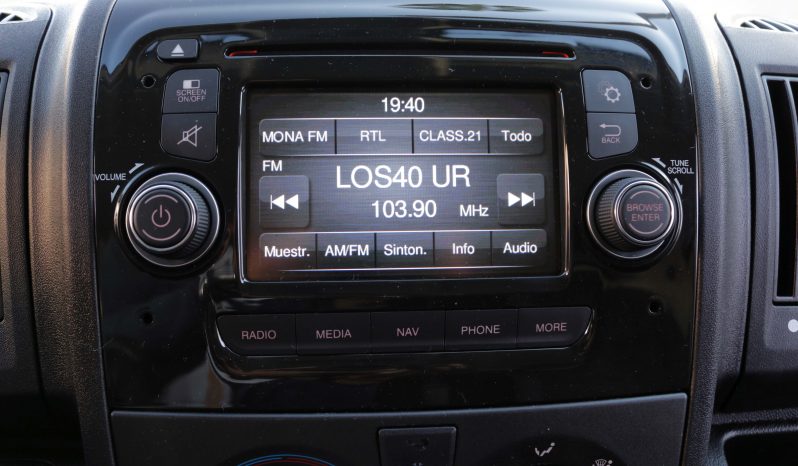 SCREEN
ON/OFF
19:40
MONA FM RTL CLASS.21 Todo
BACK
FM
VOLUME
LOS40 UR
TUNE
SCROLL
103.90 MHz
BROWSE
ENTER
Muestr. AM/FM Sinton. Info Audio
RADIO MEDIA NAV PHONE MORE